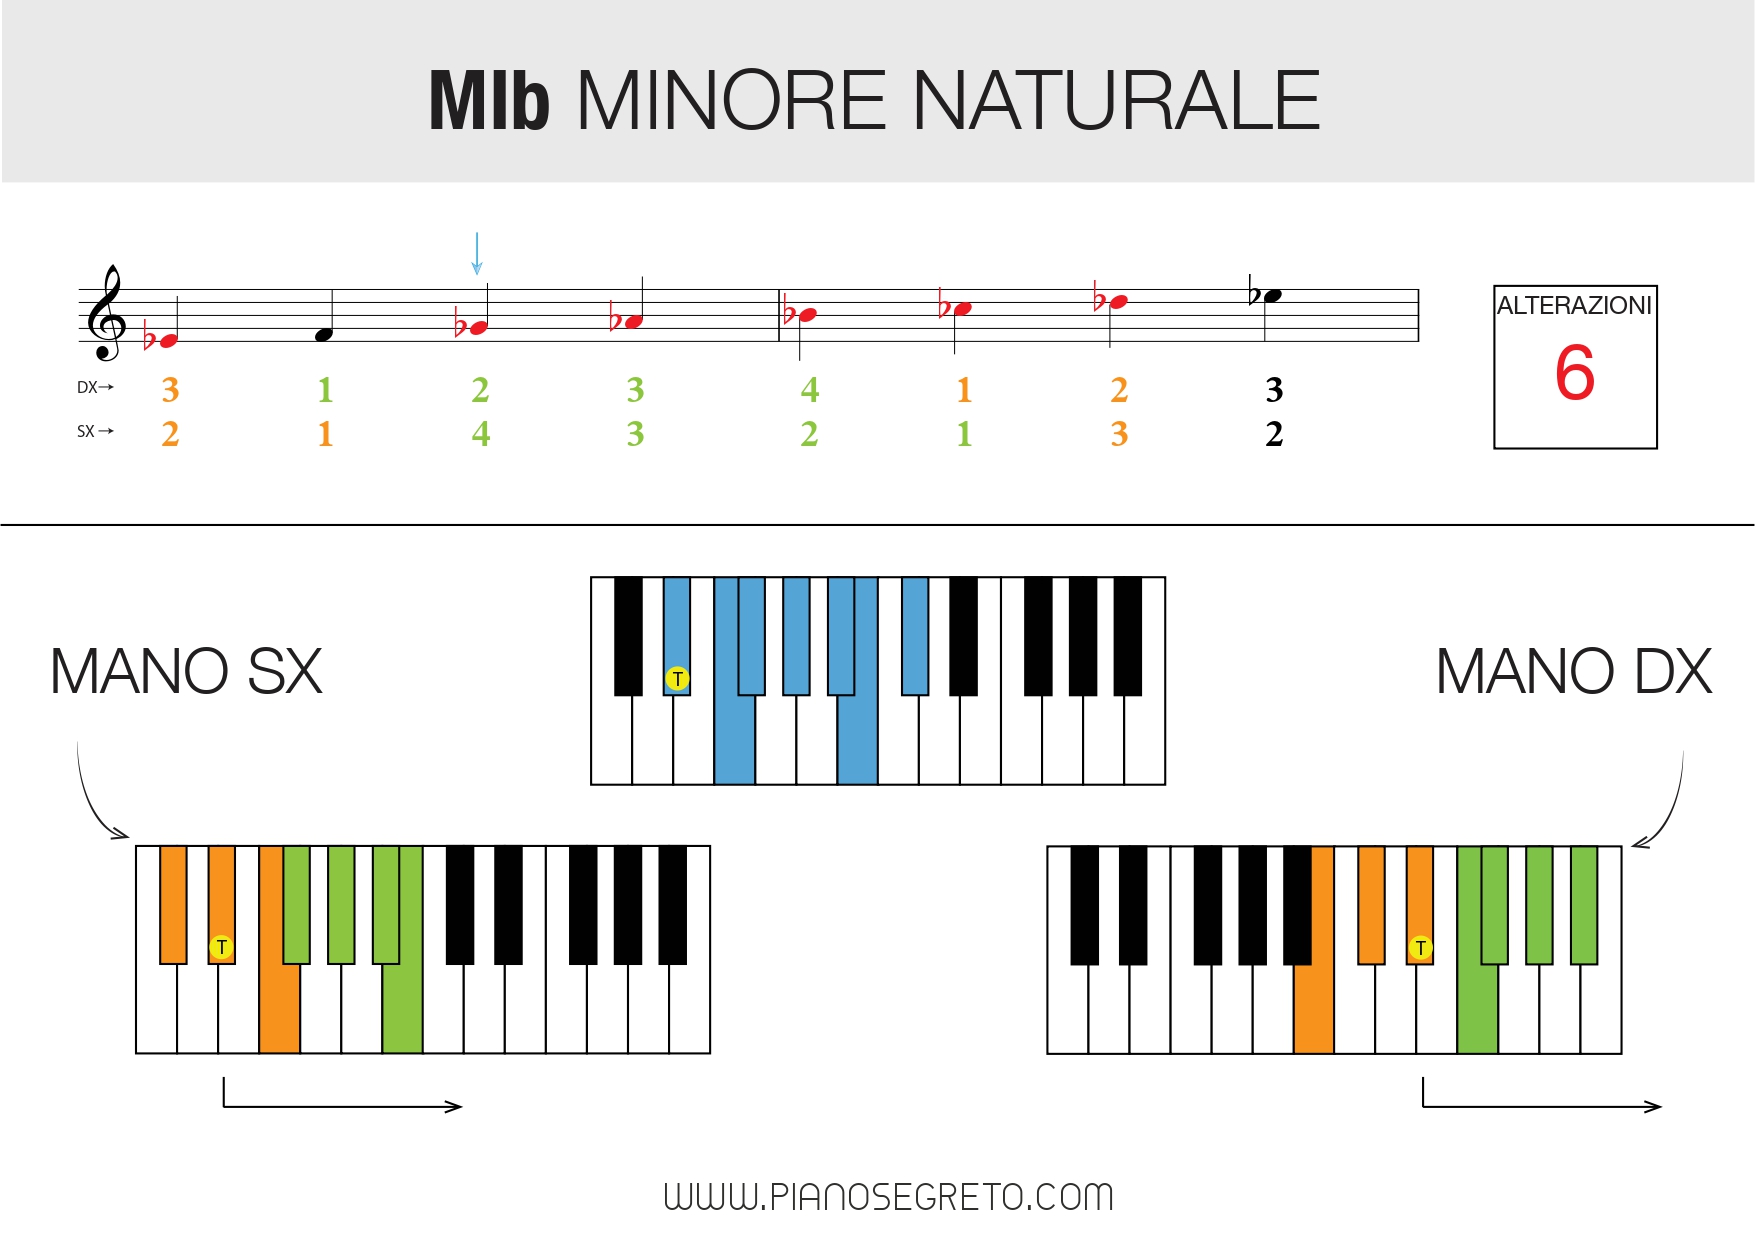 MIb MINORE NATURALE
ALTERAZIONI
6
DX→ 3 1 2 3 4 1 2 3
SX→ 2 1 4 3 2 1 3 2
T
MANO SX
MANO DX
T
T
WWW.PIANOSEGRETO.COM